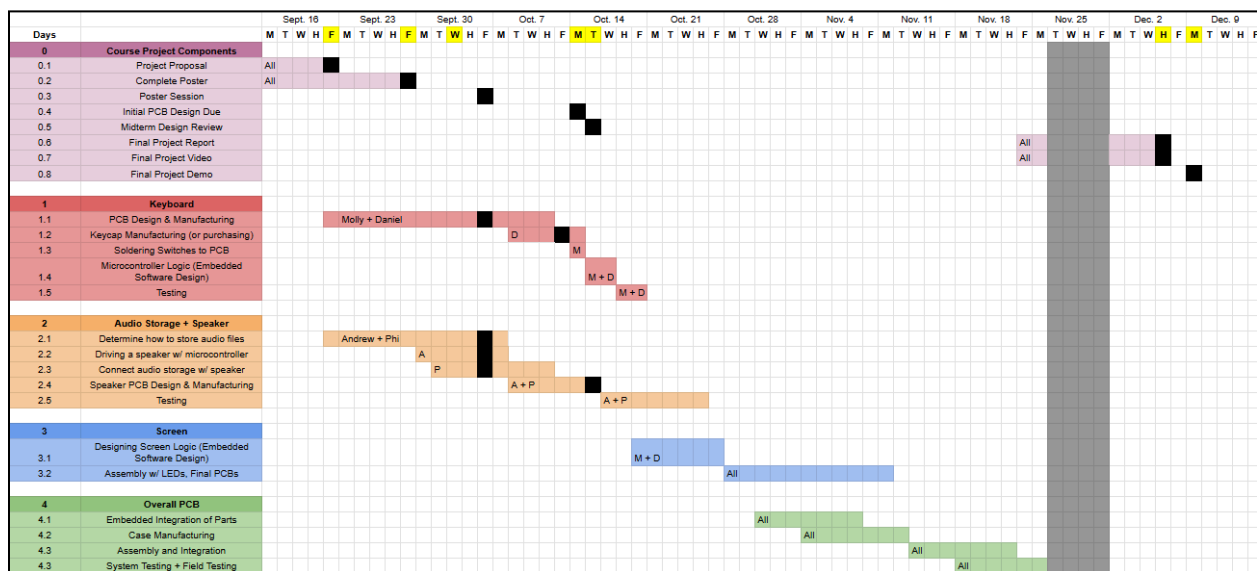 Sept. 16 Sept. 23 Sept. 30 Oct. 7 Oct. 14 Oct. 21 Oct. 28 Nov. 4 Nov. 11 Nov. 18 Nov. 25 Dec. 2 Dec. 9
Days M T W H F M T W H F M T W H F M T W H F M T W H F M T W H F M T W H F M T W H F M T W H F M T W H F M T W H F M T W H F M T W H F
0 Course Project Components
0.1 Project Proposal All
0.2 Complete Poster All
0.3 Poster Session
0.4 Initial PCB Design Due
0.5 Midterm Design Review
0.6 Final Project Report All
0.7 Final Project Video All
0.8 Final Project Demo
1 Keyboard
1.1 PCB Design & Manufacturing Molly + Daniel
1.2 Keycap Manufacturing (or purchasing) D
1.3 Soldering Switches to PCB M
Microcontroller Logic (Embedded
1.4 Software Design) M + D
1.5 Testing M + D
2 Audio Storage + Speaker
2.1 Determine how to store audio files Andrew + Phi
2.2 Driving a speaker w/ microcontroller A
2.3 Connect audio storage w/ speaker P
2.4 Speaker PCB Design & Manufacturing A + P
2.5 Testing A + P
3 Screen
Designing Screen Logic (Embedded
3.1 Software Design) M + D
3.2 Assembly w/ LEDs, Final PCBs All
4 Overall PCB
4.1 Embedded Integration of Parts All
4.2 Case Manufacturing All
4.3 Assembly and Integration All
4.3 System Testing + Field Testing All